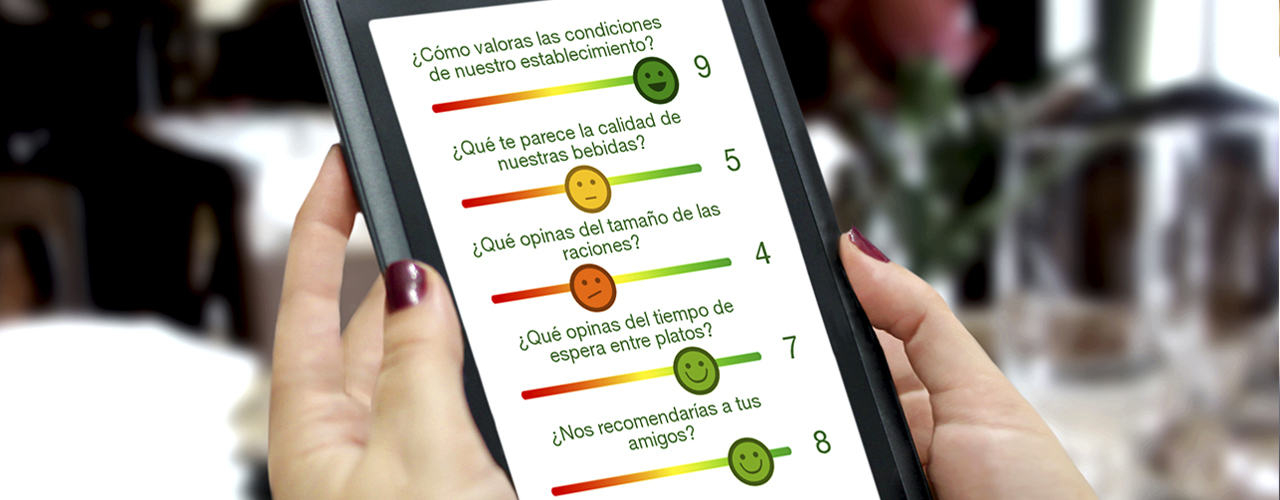 ¿Cómo valoras las condiciones
de nuestro establecimiento?
9
¿Qué te parece la calidad de
nuestras bebidas?
5
¿Qué opinas del tamaño de las
raciones?
4
¿Qué opinas del tiempo de
espera entre platos?
7
¿Nos recomendarías a tus
amigos?
8